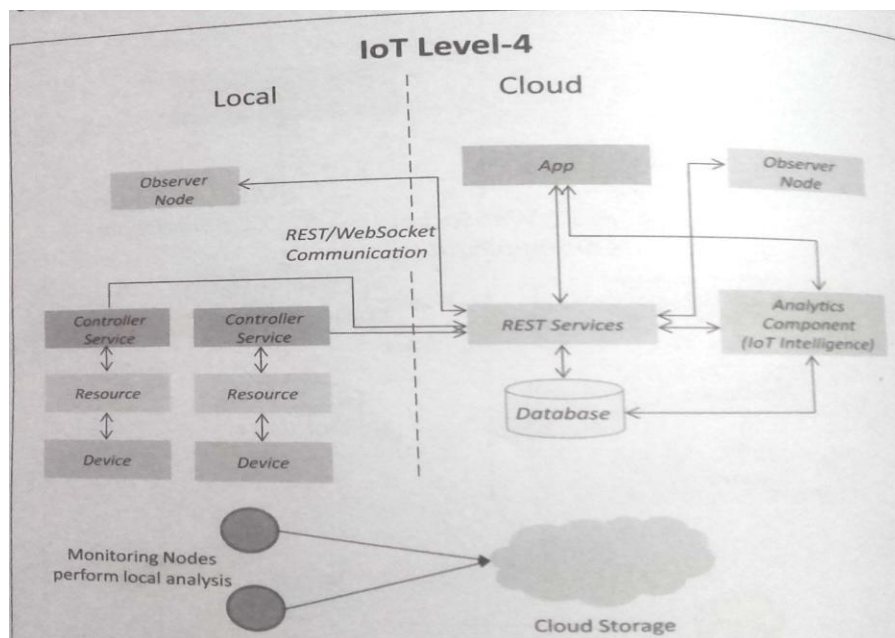 IoT Level-4
Local
Cloud
Observer
Node
App
Observer
Node
REST/WebSocket
Communication
Controller
Service
Controller
Service
REST Services
Analytics
Component
(IoT Intelligence)
Resource
Resource
Database
Device
Device
Monitoring Nodes
perform local analysis
Cloud Storage